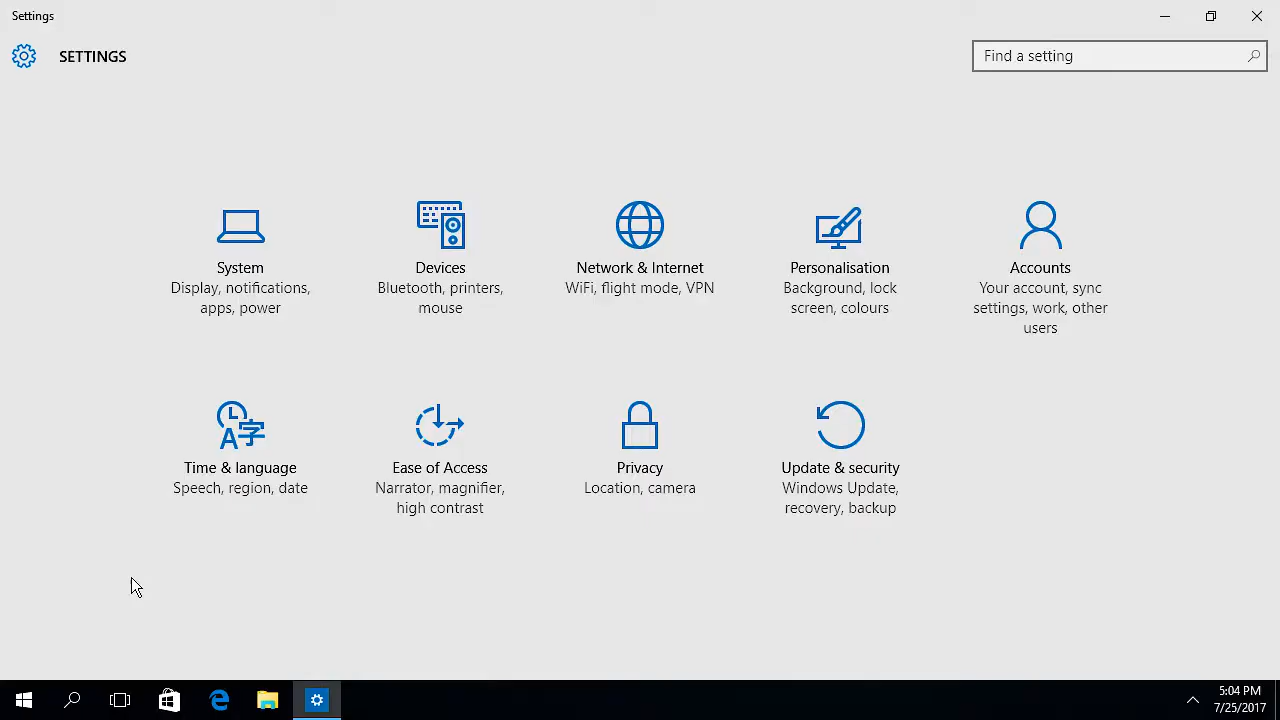 Settings
SETTINGS
Find a setting
System
Display, notifications,
apps, power
Devices
Bluetooth, printers,
mouse
Network & Internet
WiFi, flight mode, VPN
Personalisation
Background, lock
screen, colours
Accounts
Your account, sync
settings, work, other
users
Time & language
Speech, region, date
Ease of Access
Narrator, magnifier,
high contrast
Privacy
Location, camera
Update & security
Windows Update,
recovery, backup
5:04 PM
7/25/2017